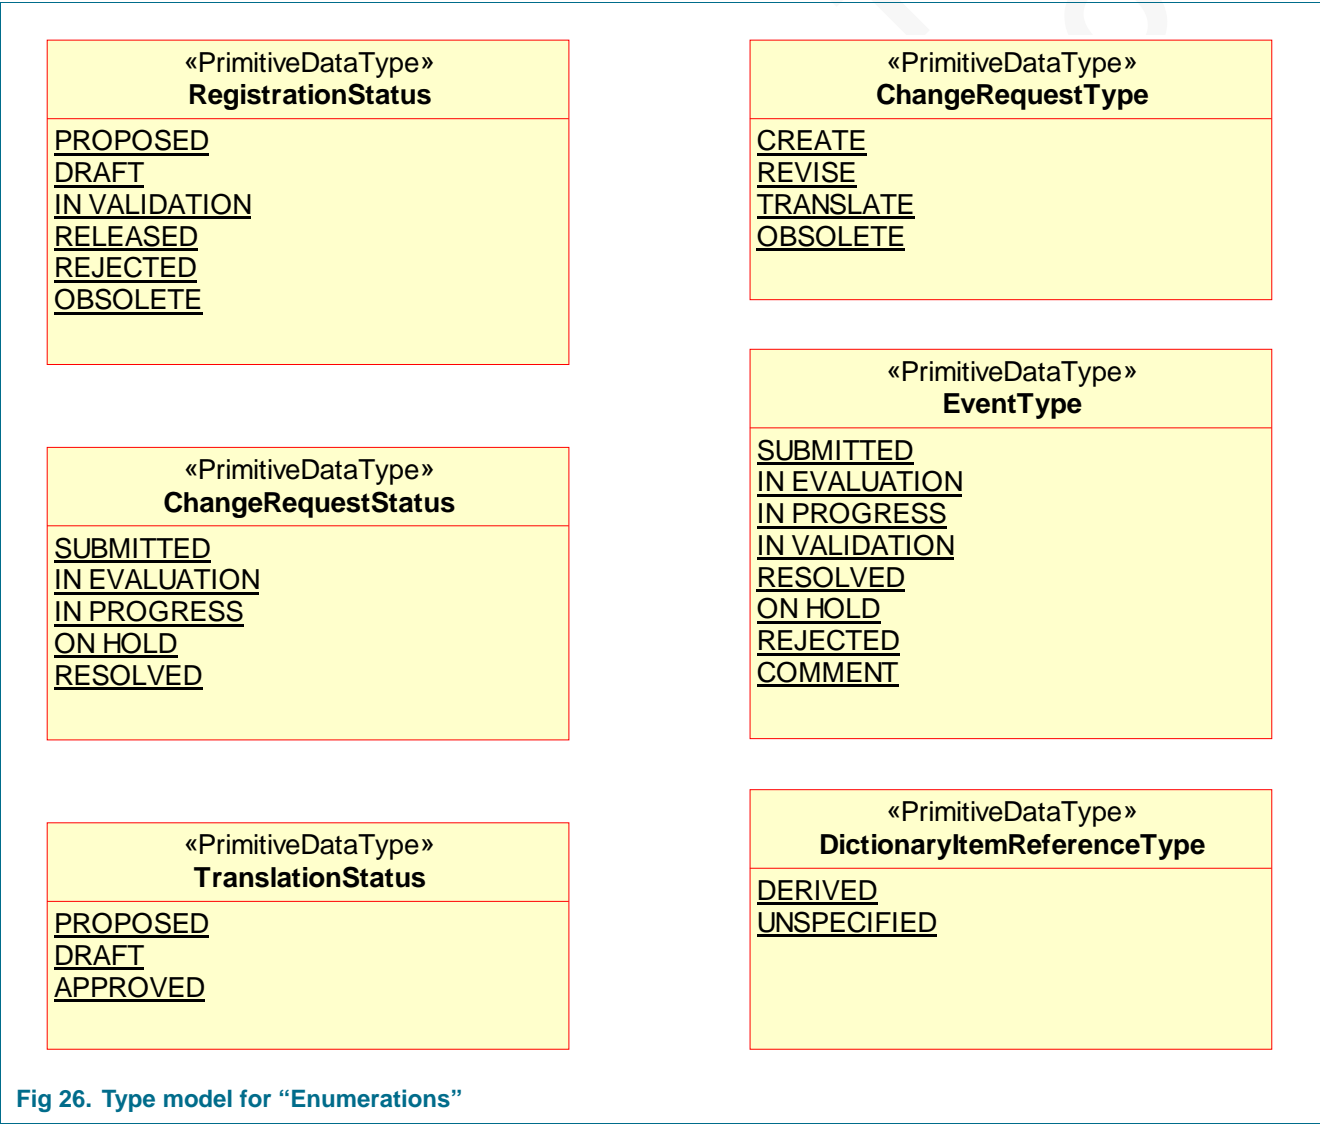 «PrimitiveDataType»
RegistrationStatus
PROPOSED
DRAFT
IN VALIDATION
RELEASED
REJECTED
OBSOLETE
«PrimitiveDataType»
ChangeRequestStatus
SUBMITTED
IN EVALUATION
IN PROGRESS
ON HOLD
RESOLVED
«PrimitiveDataType»
TranslationStatus
PROPOSED
DRAFT
APPROVED
«PrimitiveDataType»
ChangeRequestType
CREATE
REVISE
TRANSLATE
OBSOLETE
«PrimitiveDataType»
EventType
SUBMITTED
IN EVALUATION
IN PROGRESS
IN VALIDATION
RESOLVED
ON HOLD
REJECTED
COMMENT
«PrimitiveDataType»
DictionaryItemReferenceType
DERIVED
UNSPECIFIED
Fig 26. Type model for “Enumerations”